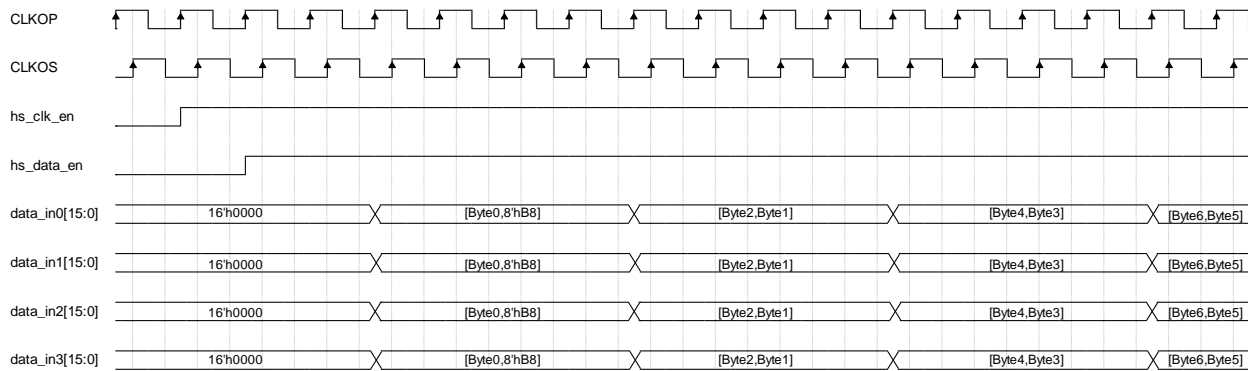 CLKOP
CLKOS
hs_clk_en
hs_data_en
data_in0[15:0] 16'h0000 [Byte0,8'hB8] [Byte2,Byte1] [Byte4,Byte3] [Byte6,Byte5]
data_in1[15:0] 16'h0000 [Byte0,8'hB8] [Byte2,Byte1] [Byte4,Byte3] [Byte6,Byte5]
data_in2[15:0] 16'h0000 [Byte0,8'hB8] [Byte2,Byte1] [Byte4,Byte3] [Byte6,Byte5]
data_in3[15:0] 16'h0000 [Byte0,8'hB8] [Byte2,Byte1] [Byte4,Byte3] [Byte6,Byte5]